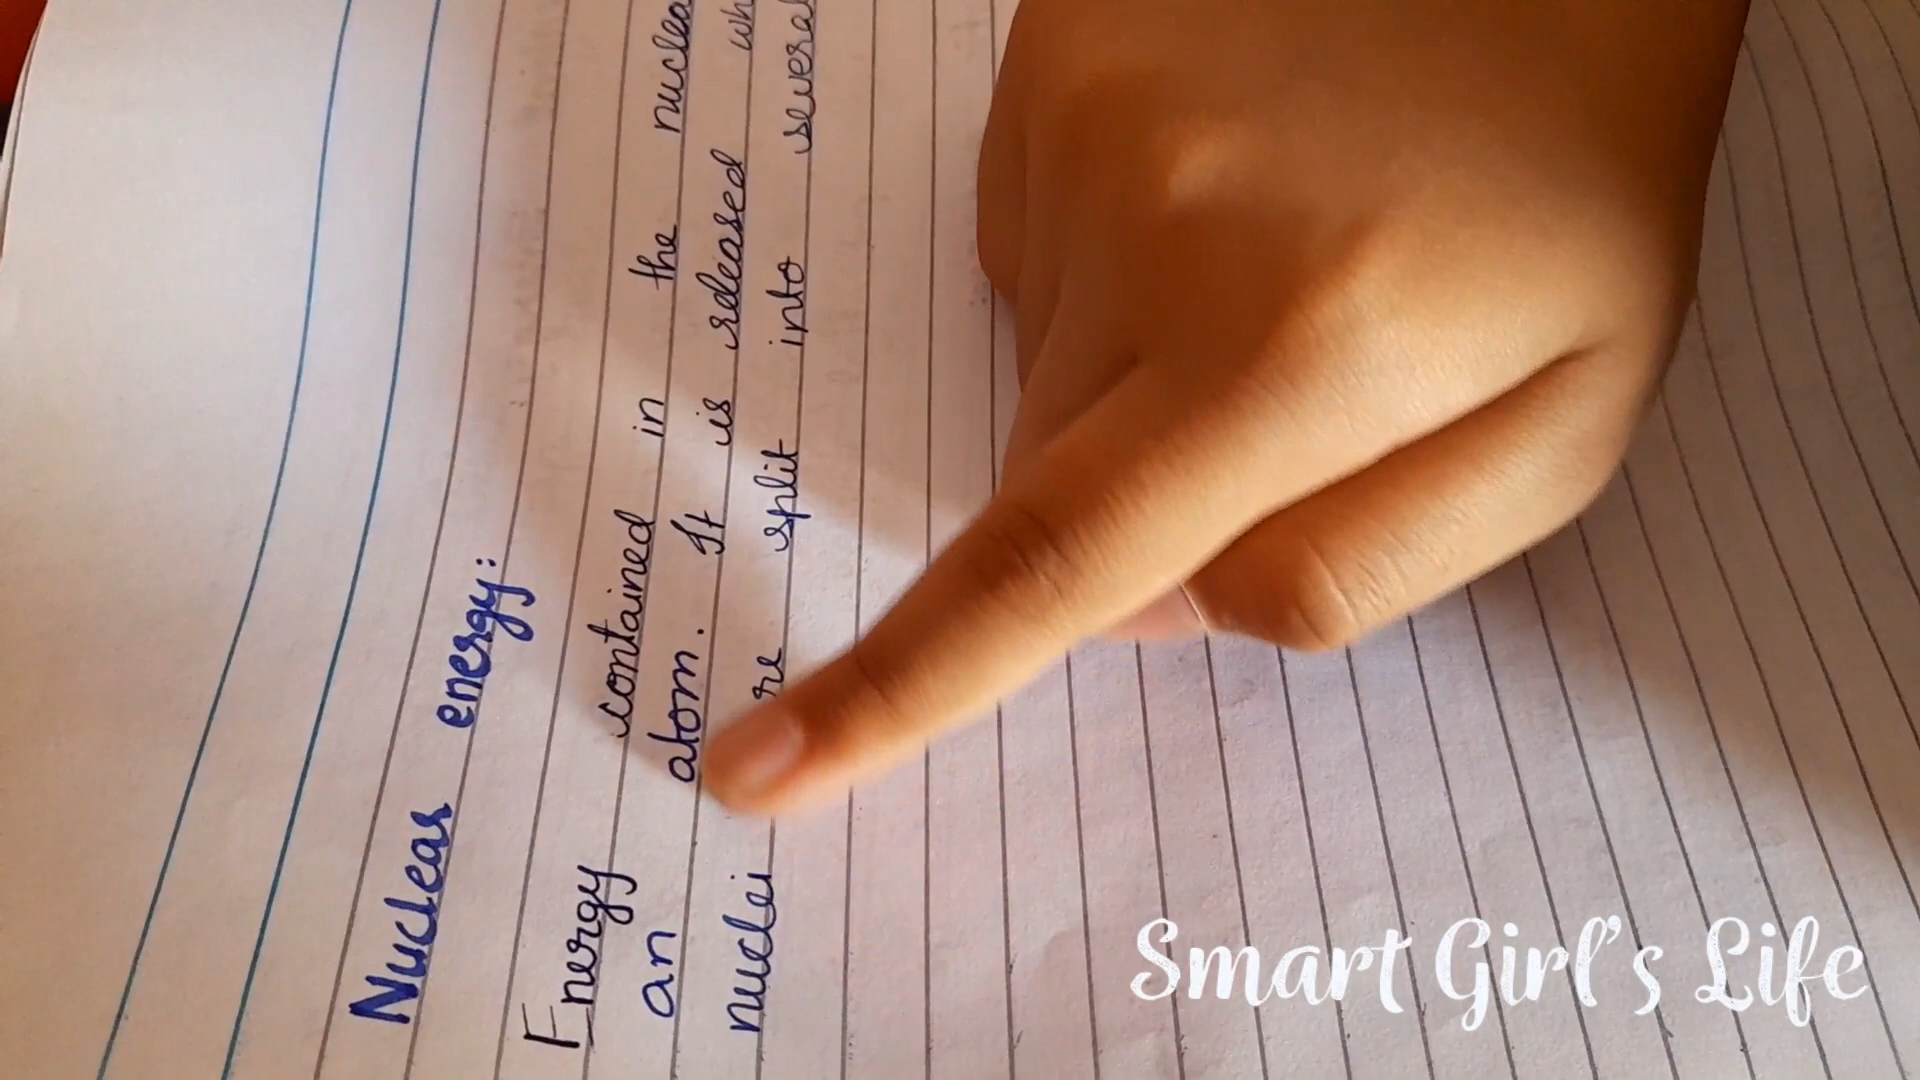 Nuclear energy:
Energy contained in the nuclea
an atom. It is released wh
nuclei re split into several
Smart Girl's Life